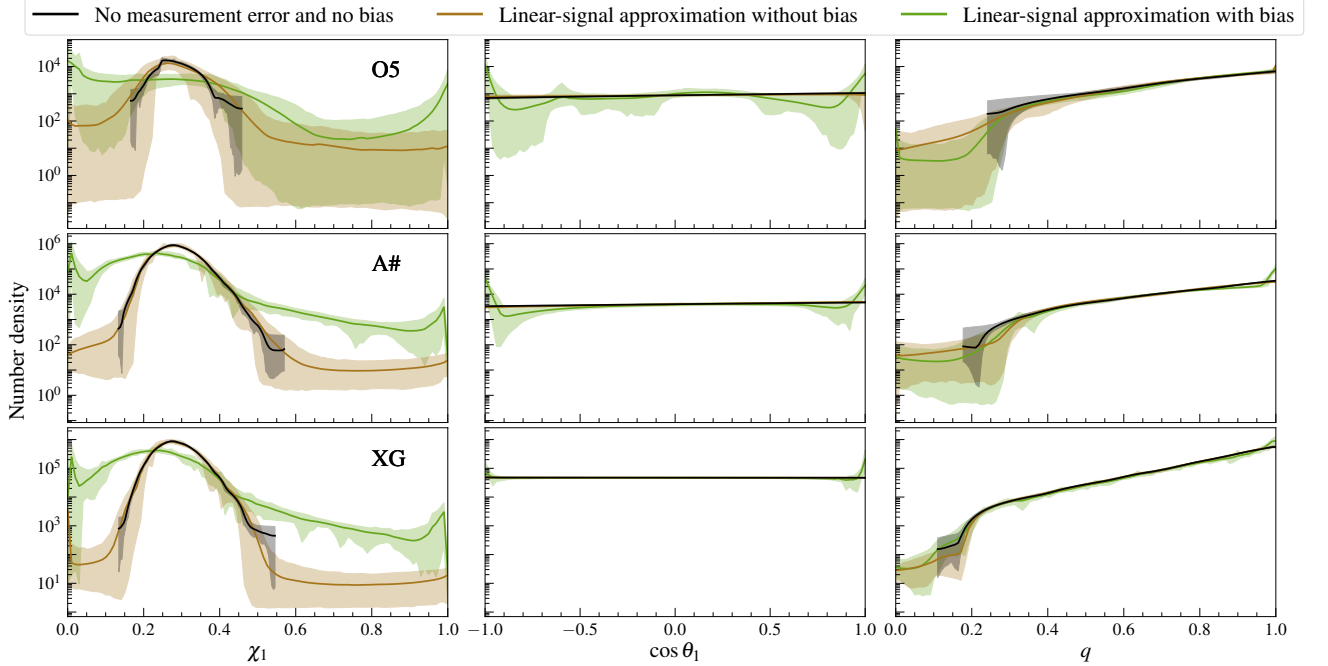 No measurement error and no bias
Linear-signal approximation without bias
Linear-signal approximation with bias
Number density
O5
10⁴
10²
10⁰
A#
10⁶
10⁴
10²
10⁰
XG
10⁵
10³
10¹
0.0 0.2 0.4 0.6 0.8 1.0
χ₁
−1.0 −0.5 0.0 0.5 1.0
cos θ₁
0.0 0.2 0.4 0.6 0.8 1.0
q